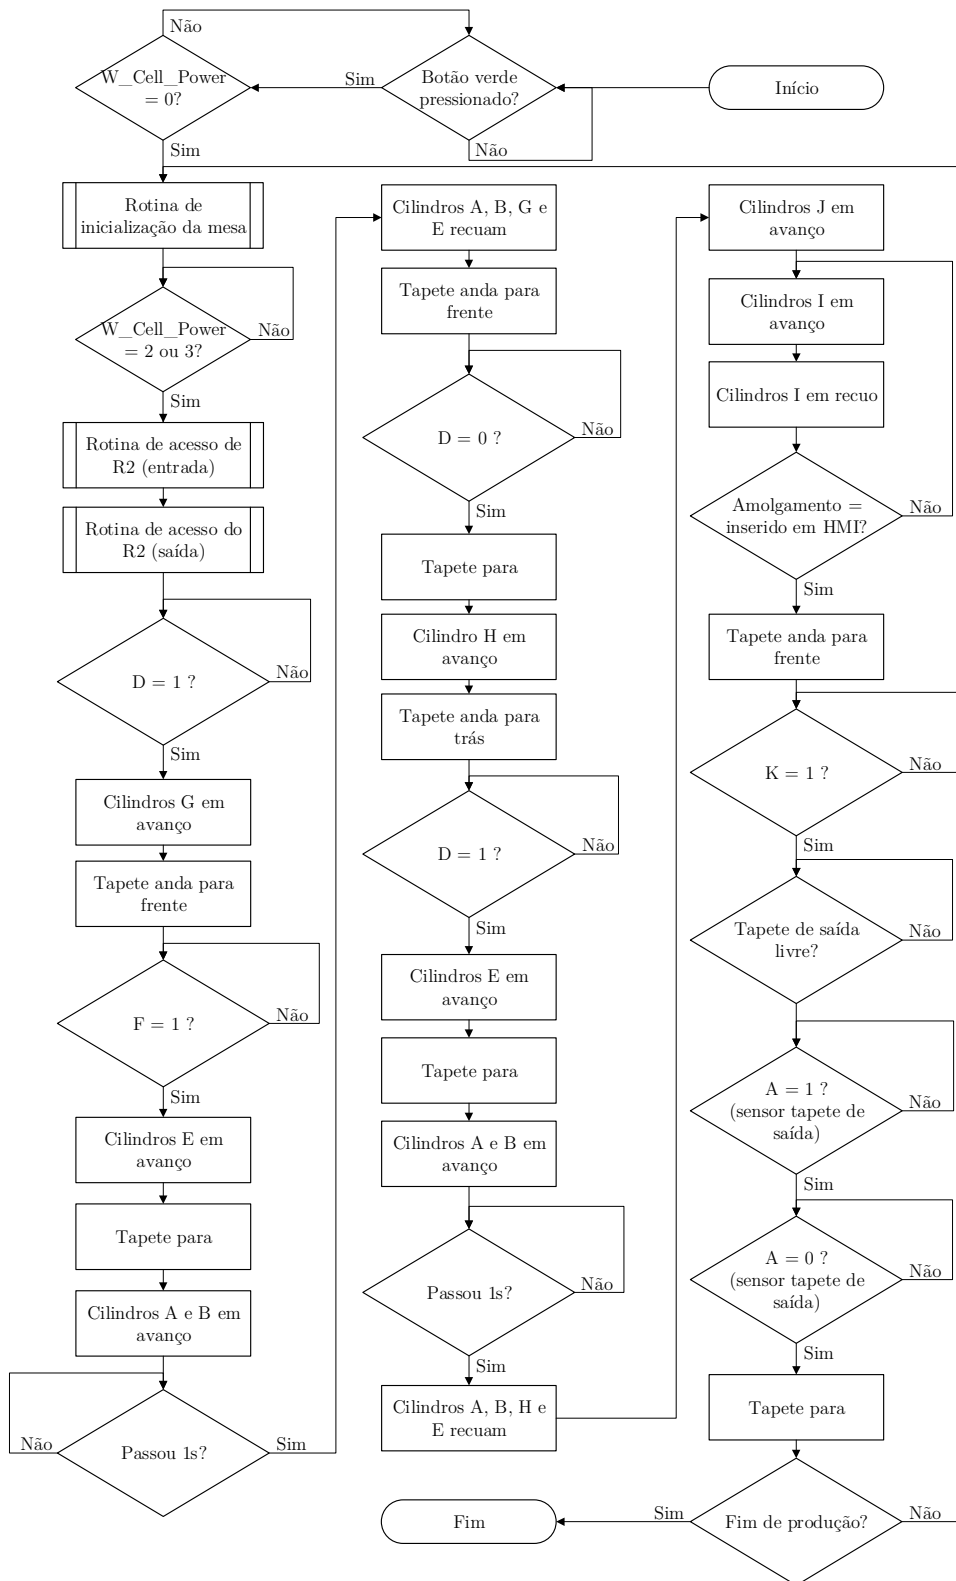 Não
W_Cell_Power
= 0?
Sim
Botão verde
pressionado?
Início
Não
Sim
Rotina de
inicialização da mesa
W_Cell_Power
= 2 ou 3?
Não
Sim
Rotina de acesso de
R2 (entrada)
Rotina de acesso do
R2 (saída)
D = 1 ?
Não
Sim
Cilindros G em
avanço
Tapete anda para
frente
F = 1 ?
Não
Sim
Cilindros E em
avanço
Tapete para
Cilindros A e B em
avanço
Não
Passou 1s?
Sim
Cilindros A, B, G e
E recuam
Tapete anda para
frente
D = 0 ?
Não
Sim
Tapete para
Cilindro H em
avanço
Tapete anda para
trás
D = 1 ?
Não
Sim
Cilindros E em
avanço
Tapete para
Cilindros A e B em
avanço
Passou 1s?
Não
Sim
Cilindros A, B, H e
E recuam
Cilindros J em
avanço
Cilindros I em
avanço
Cilindros I em recuo
Amolgamento =
inserido em HMI?
Não
Sim
Tapete anda para
frente
K = 1 ?
Não
Sim
Tapete de saída
livre?
Não
A = 1 ?
(sensor tapete de
saída)
Não
Sim
A = 0 ?
(sensor tapete de
saída)
Não
Sim
Tapete para
Fim de produção?
Não
Sim
Fim